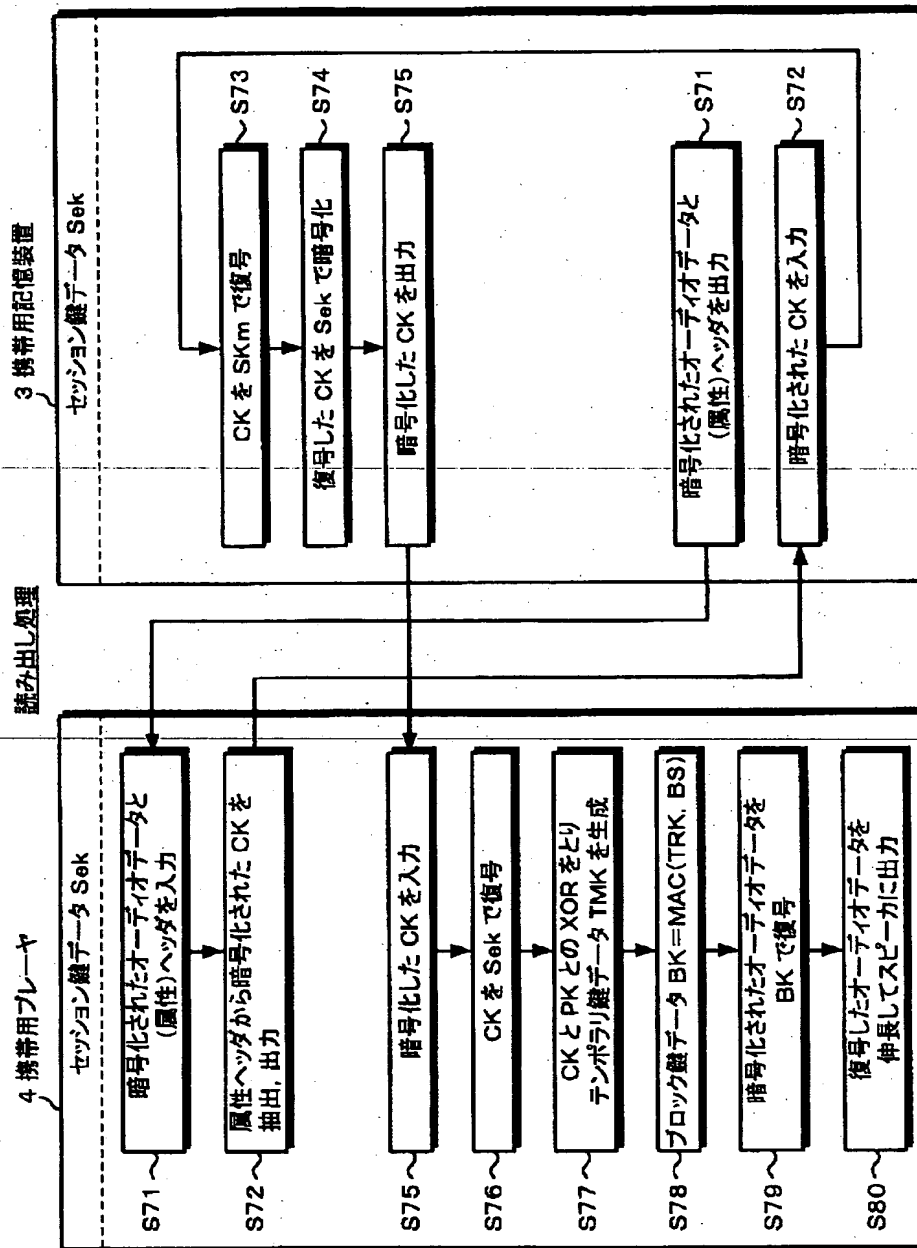 読み出し処理
4 携帯用プレーヤ
セッション鍵データ Sek
S71
暗号化されたオーディオデータと
(属性)ヘッダを入力
S72
属性ヘッダから暗号化された CK を
抽出, 出力
S75
暗号化した CK を入力
S76
CK を Sek で復号
S77
CK と PK との XOR をとり
テンポラリ鍵データ TMK を生成
S78
ブロック鍵データ BK=MAC(TRK, BS)
S79
暗号化されたオーディオデータを
BK で復号
S80
復号したオーディオデータを
伸長してスピーカに出力
3 携帯用記憶装置
セッション鍵データ Sek
CK を SKm で復号
S73
復号した CK を Sek で暗号化
S74
暗号化した CK を出力
S75
暗号化されたオーディオデータと
(属性)ヘッダを出力
S71
暗号化された CK を入力
S72